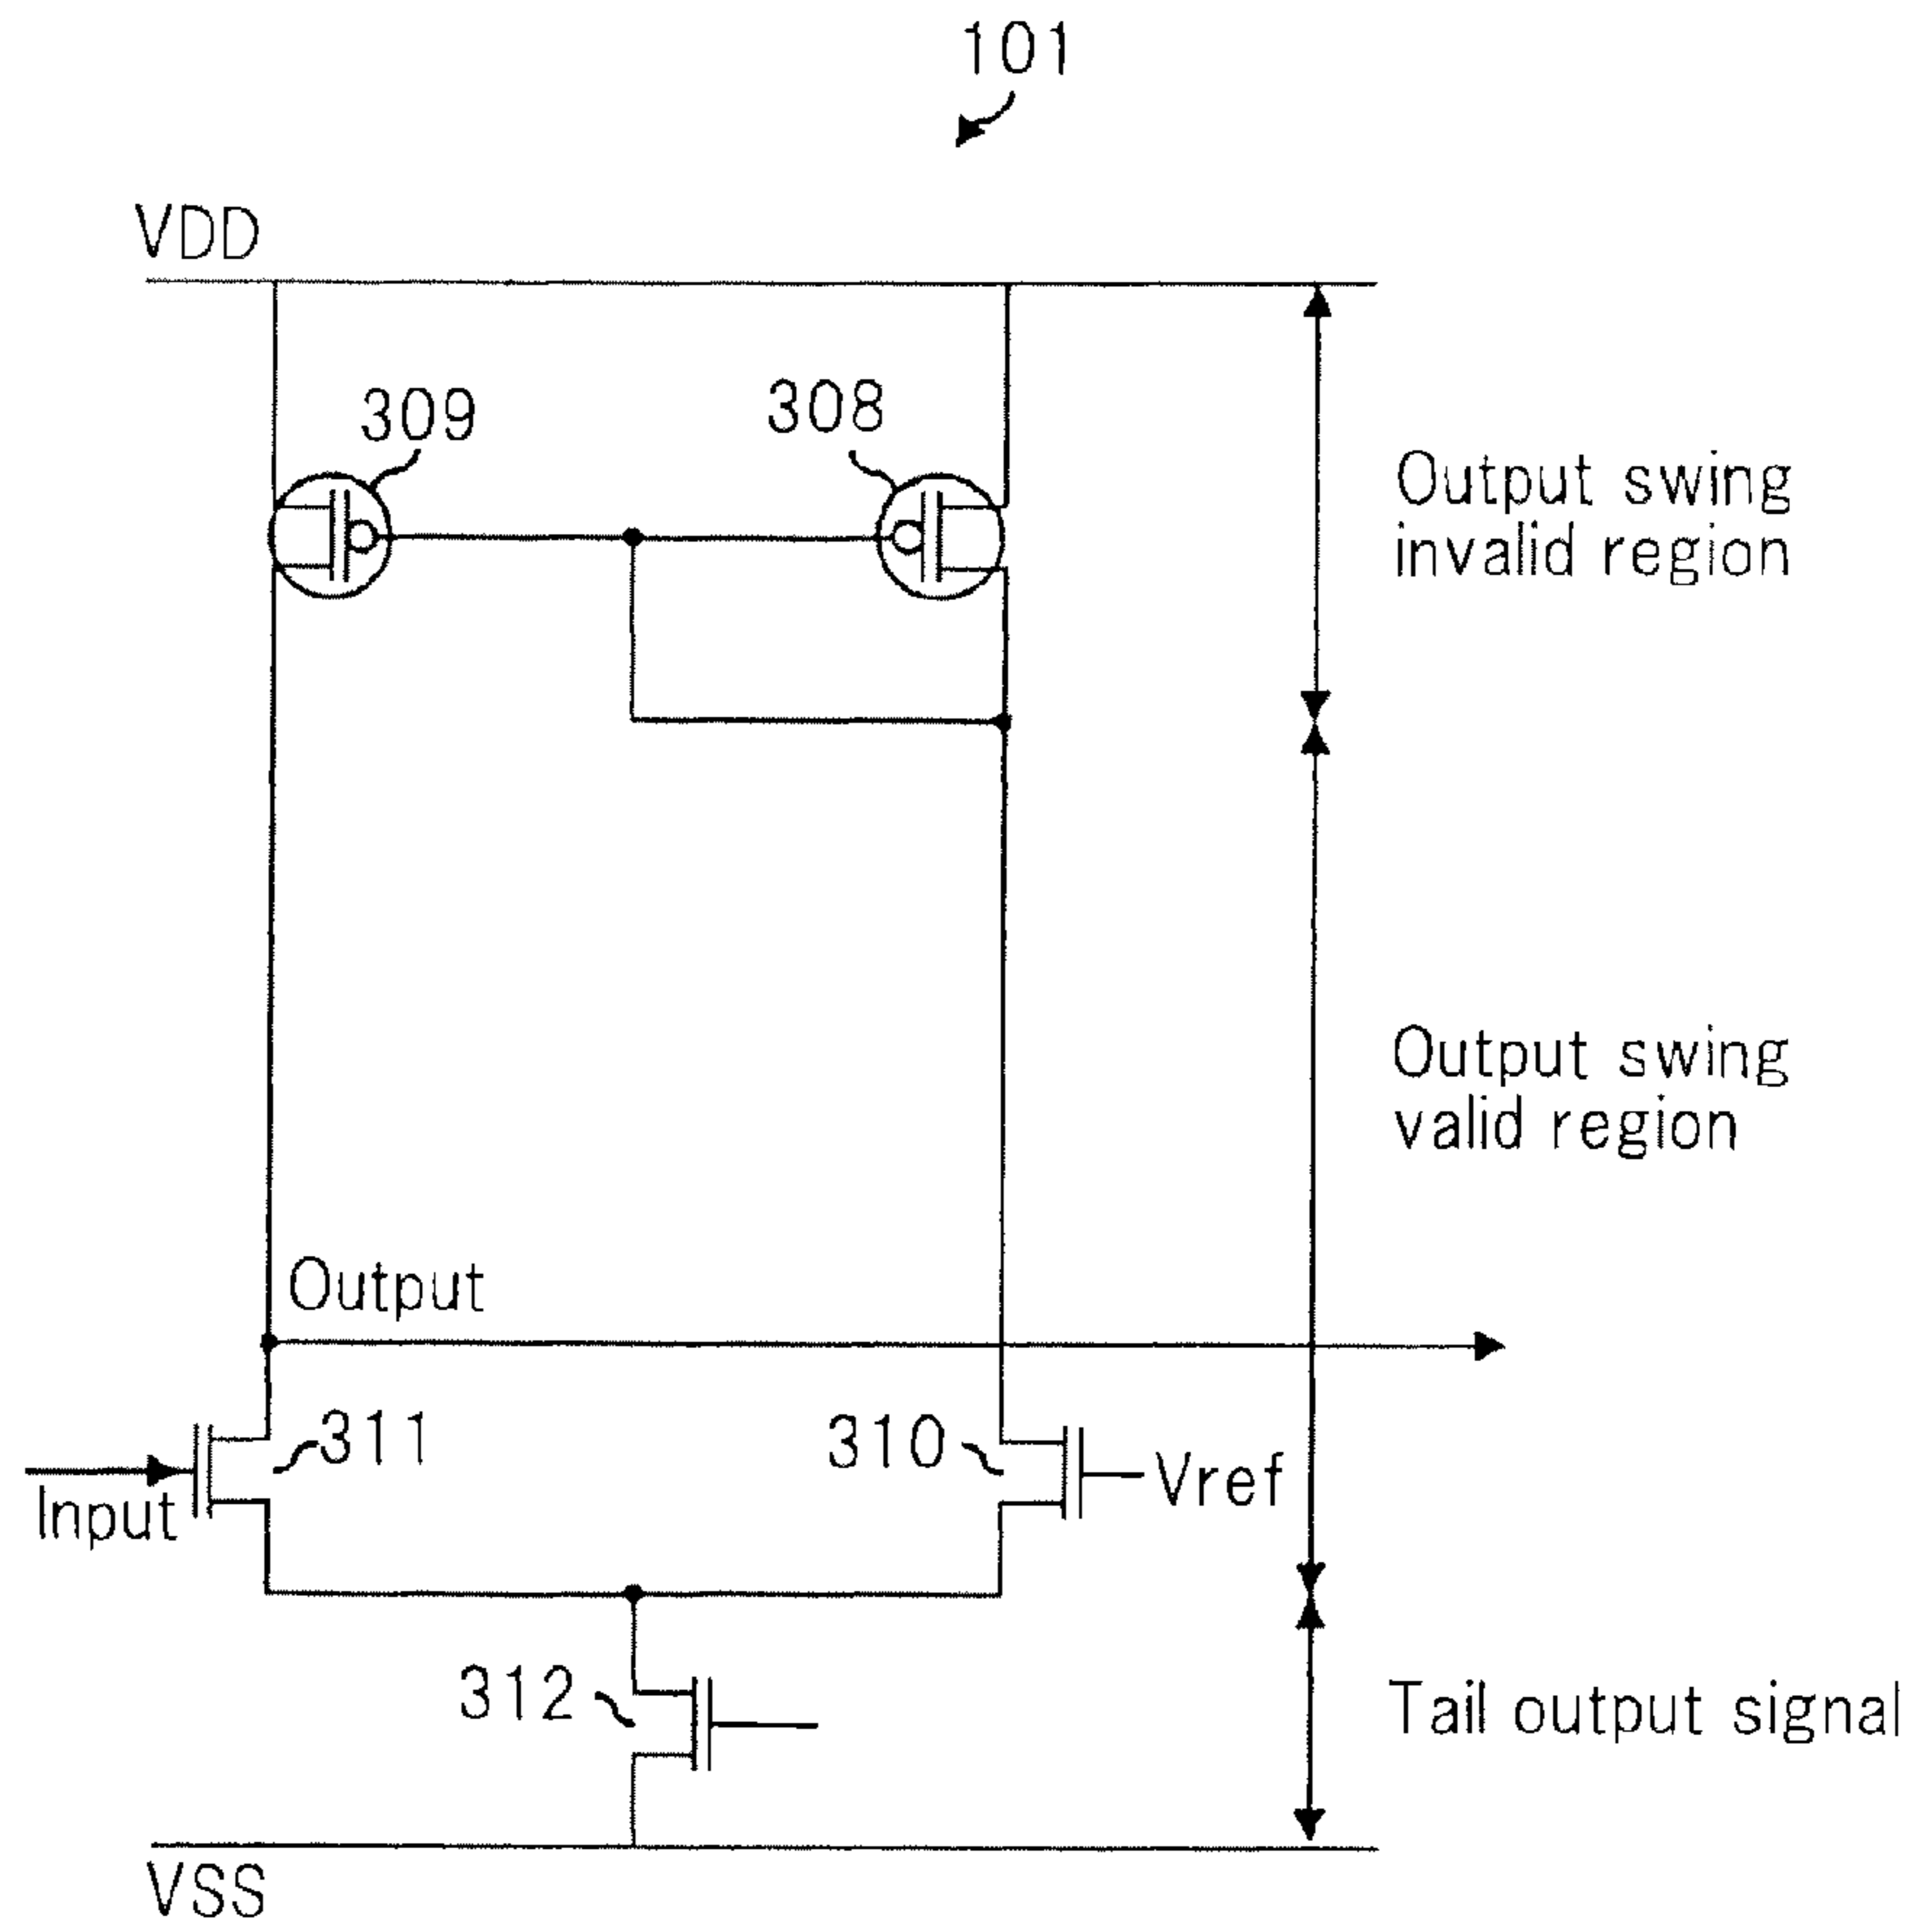 101
VDD
309
308
Output swing
invalid region
Output swing
valid region
Output
311
310
Vref
Input
312
Tail output signal
VSS